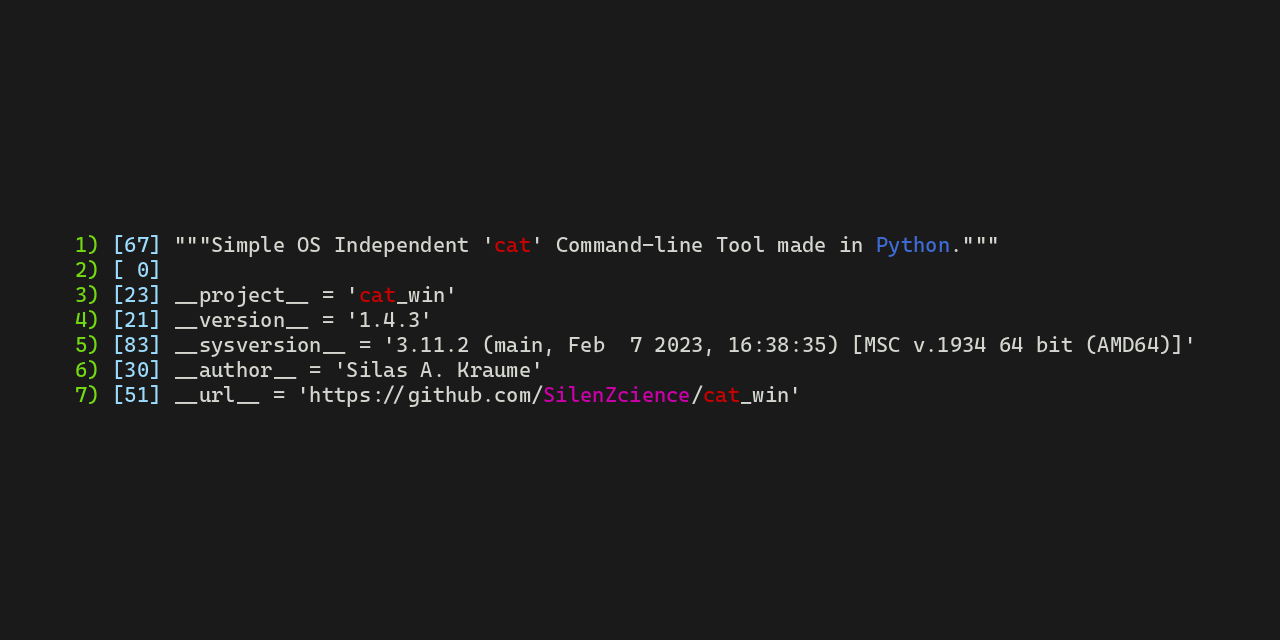 1) [67] """Simple OS Independent 'cat' Command-line Tool made in Python."""
2) [ 0]
3) [23] __project__ = 'cat_win'
4) [21] __version__ = '1.4.3'
5) [83] __sysversion__ = '3.11.2 (main, Feb  7 2023, 16:38:35) [MSC v.1934 64 bit (AMD64)]'
6) [30] __author__ = 'Silas A. Kraume'
7) [51] __url__ = 'https://github.com/SilenZcience/cat_win'